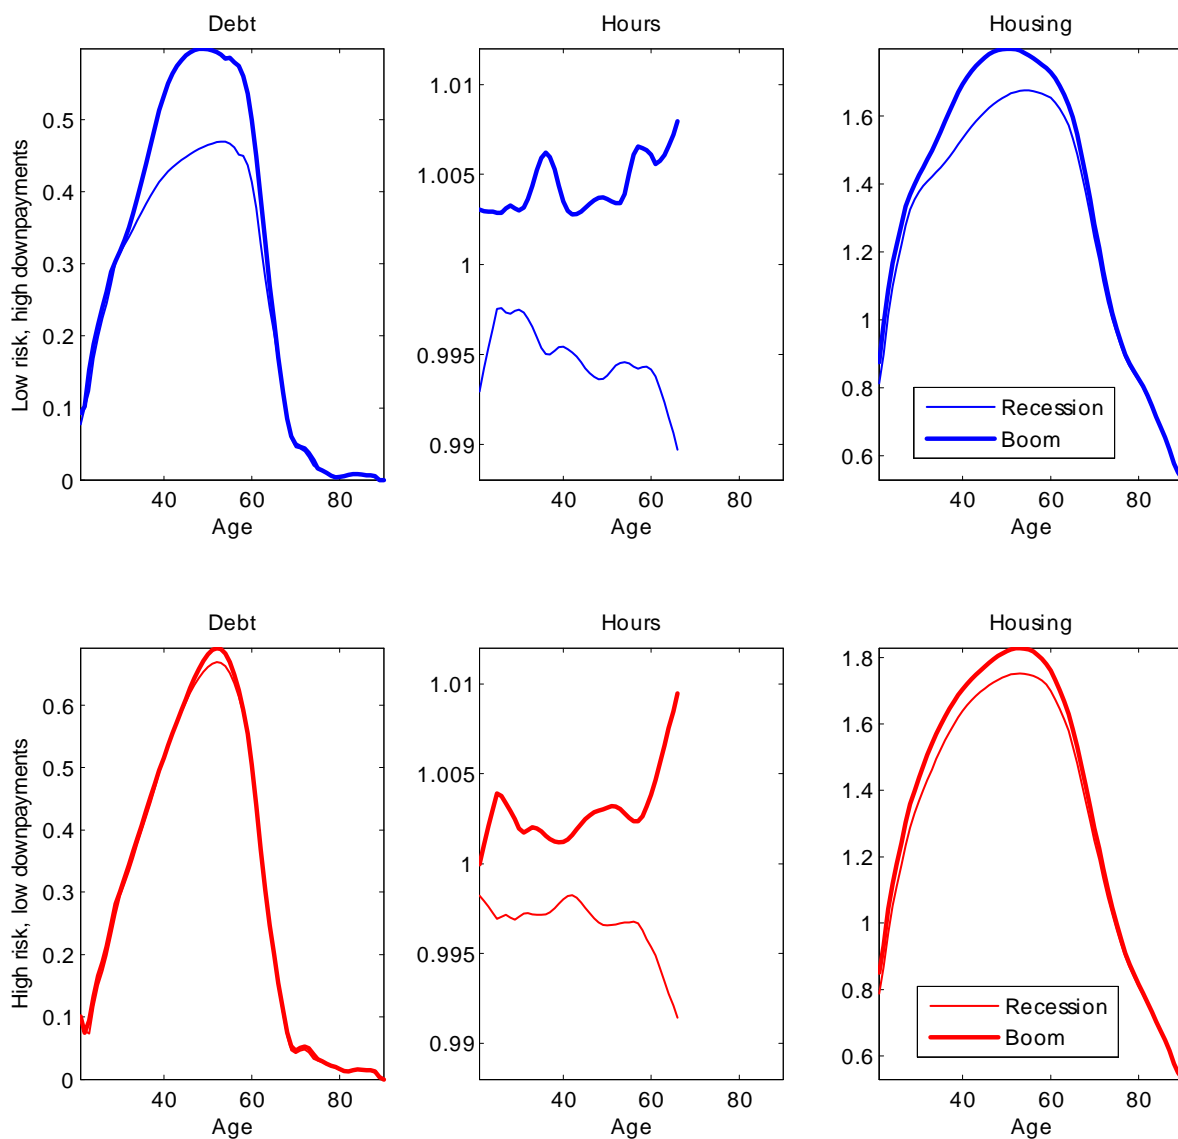 Debt
Hours
Housing
Low risk, high downpayments
0.5
0.4
0.3
0.2
0.1
0
40 60 80
Age
1.01
1.005
1
0.995
0.99
40 60 80
Age
1.6
1.4
1.2
1
0.8
0.6
Recession
Boom
40 60 80
Age
Debt
Hours
Housing
High risk, low downpayments
0.6
0.5
0.4
0.3
0.2
0.1
0
40 60 80
Age
1.01
1.005
1
0.995
0.99
40 60 80
Age
1.8
1.6
1.4
1.2
1
0.8
0.6
Recession
Boom
40 60 80
Age